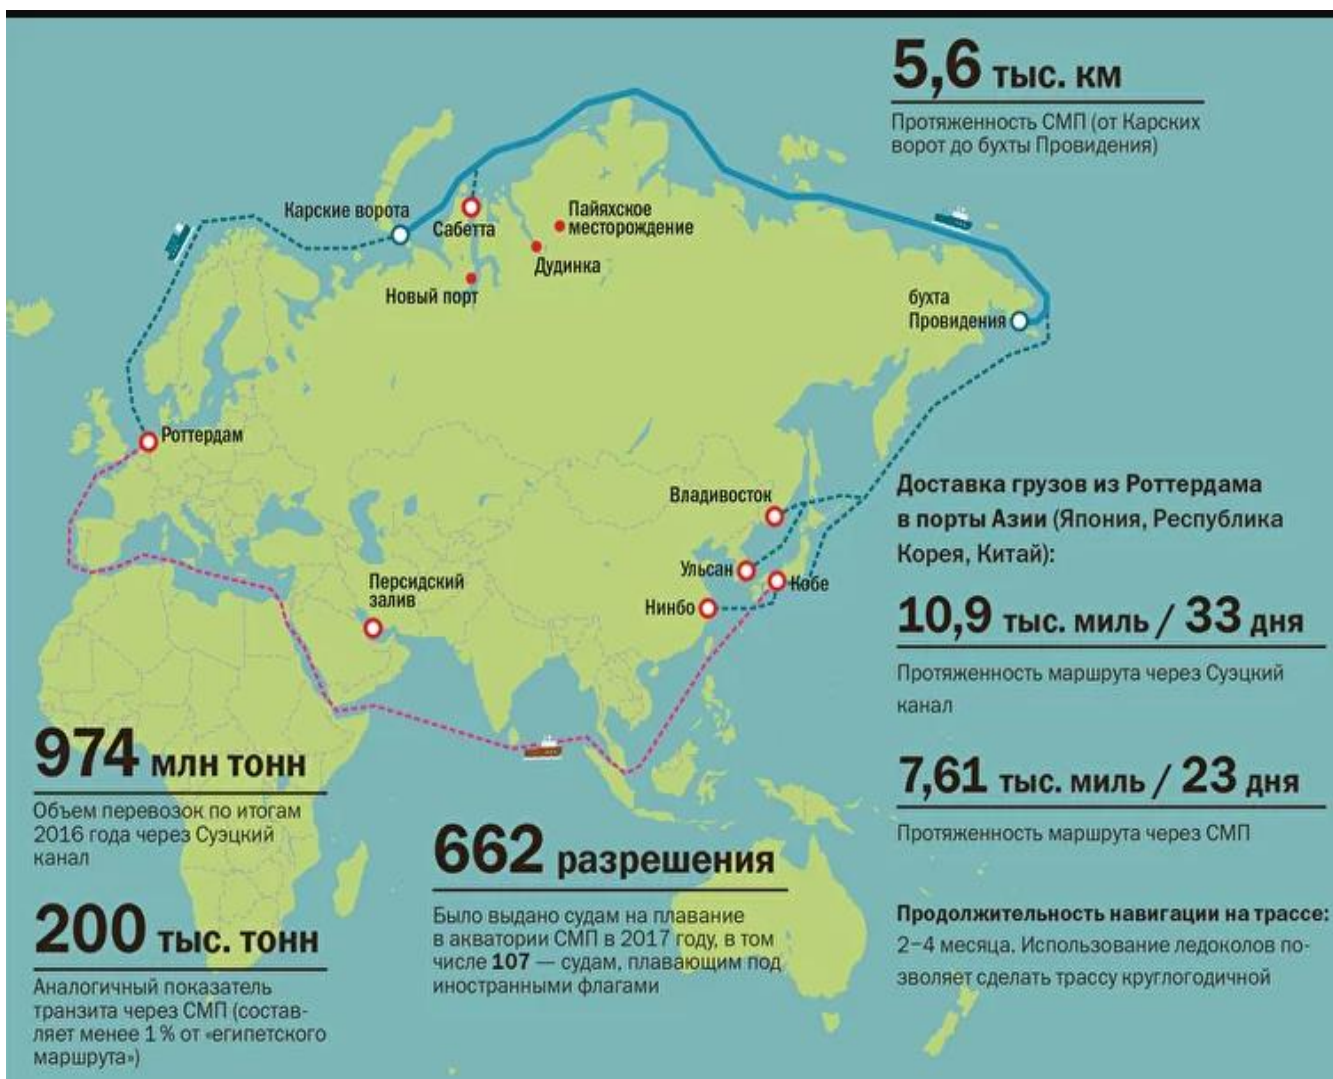 5,6 тыс. км
Протяженность СМП (от Карских
ворот до бухты Провидения)
Карские ворота
Сабетта
Пайяхское
месторождение
Дудинка
Новый порт
бухта
Провидения
Роттердам
Владивосток
Ульсан
Кобе
Нинбо
Персидский
залив
Доставка грузов из Роттердама
в порты Азии (Япония, Республика
Корея, Китай):
10,9 тыс. миль / 33 дня
Протяженность маршрута через Суэцкий
канал
7,61 тыс. миль / 23 дня
Протяженность маршрута через СМП
Продолжительность навигации на трассе:
2–4 месяца. Использование ледоколов по-
зволяет сделать трассу круглогодичной
974 млн тонн
Объем перевозок по итогам
2016 года через Суэцкий
канал
200 тыс. тонн
Аналогичный показатель
транзита через СМП (состав-
ляет менее 1 % от «египетского
маршрута»)
662 разрешения
Было выдано судам на плавание
в акватории СМП в 2017 году, в том
числе 107 — судам, плавающим под
иностранными флагами